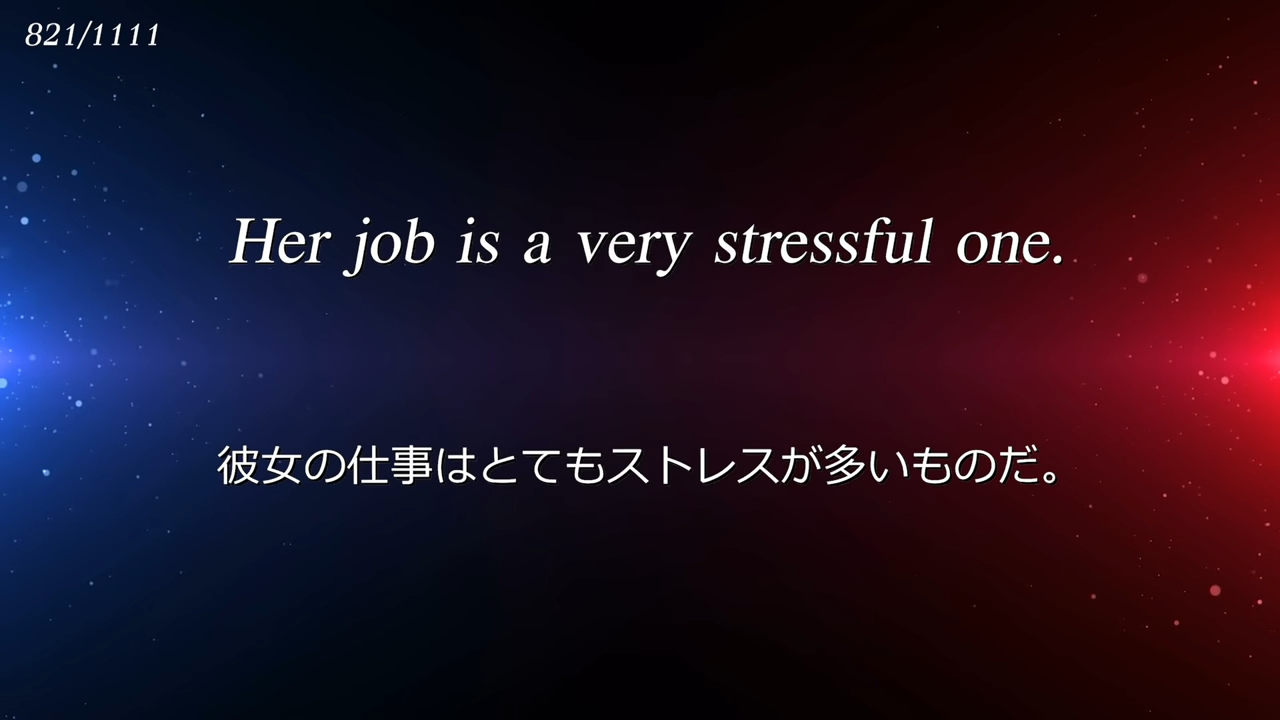 821/1111
Her job is a very stressful one.
彼女の仕事はとてもストレスが多いものだ。